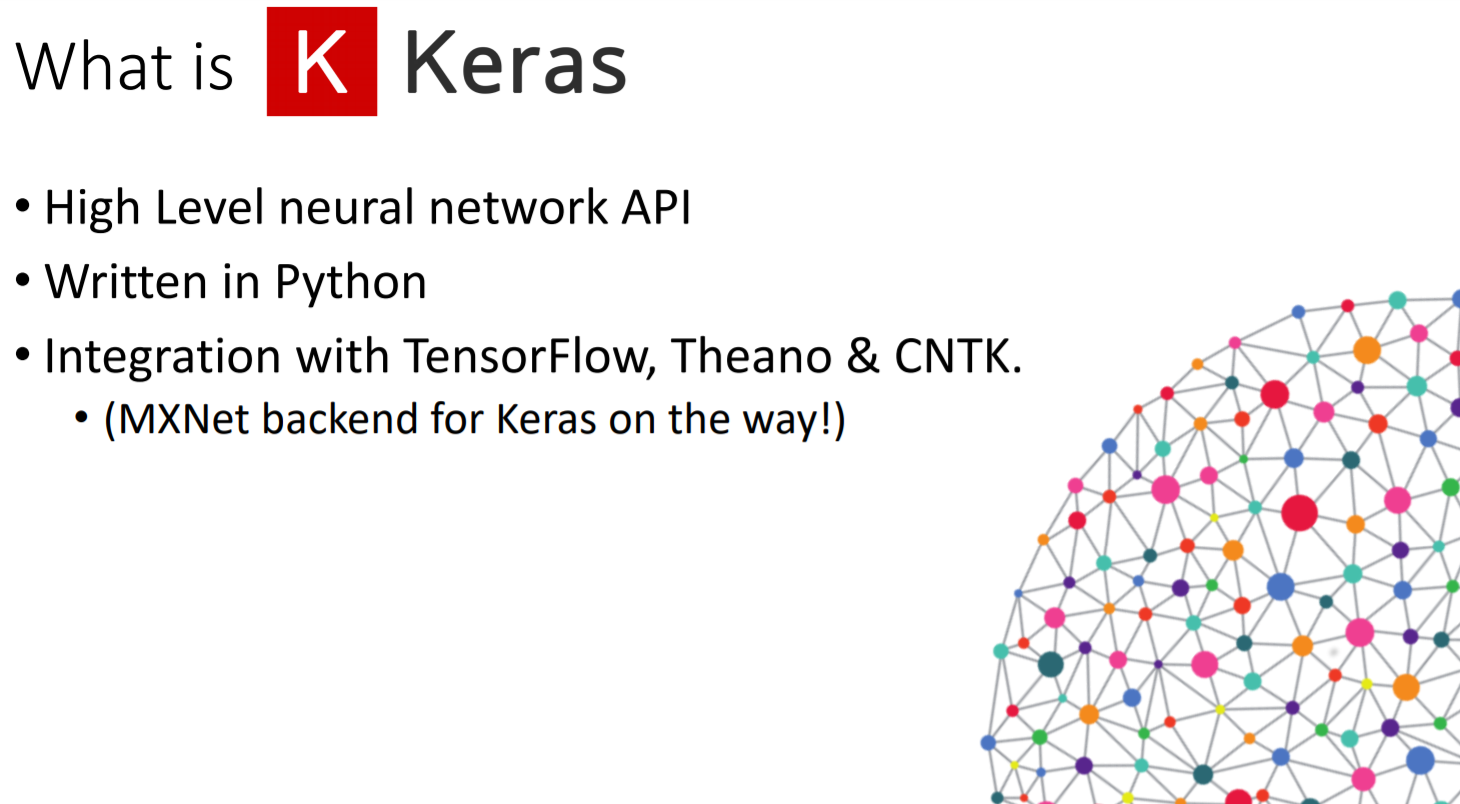 What is K Keras
• High Level neural network API
• Written in Python
• Integration with TensorFlow, Theano & CNTK.
• (MXNet backend for Keras on the way!)